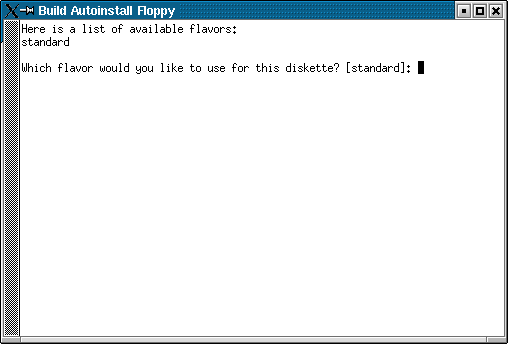 Build Autoinstall Floppy
Here is a list of available flavors:
standard
Which flavor would you like to use for this diskette? [standard]: